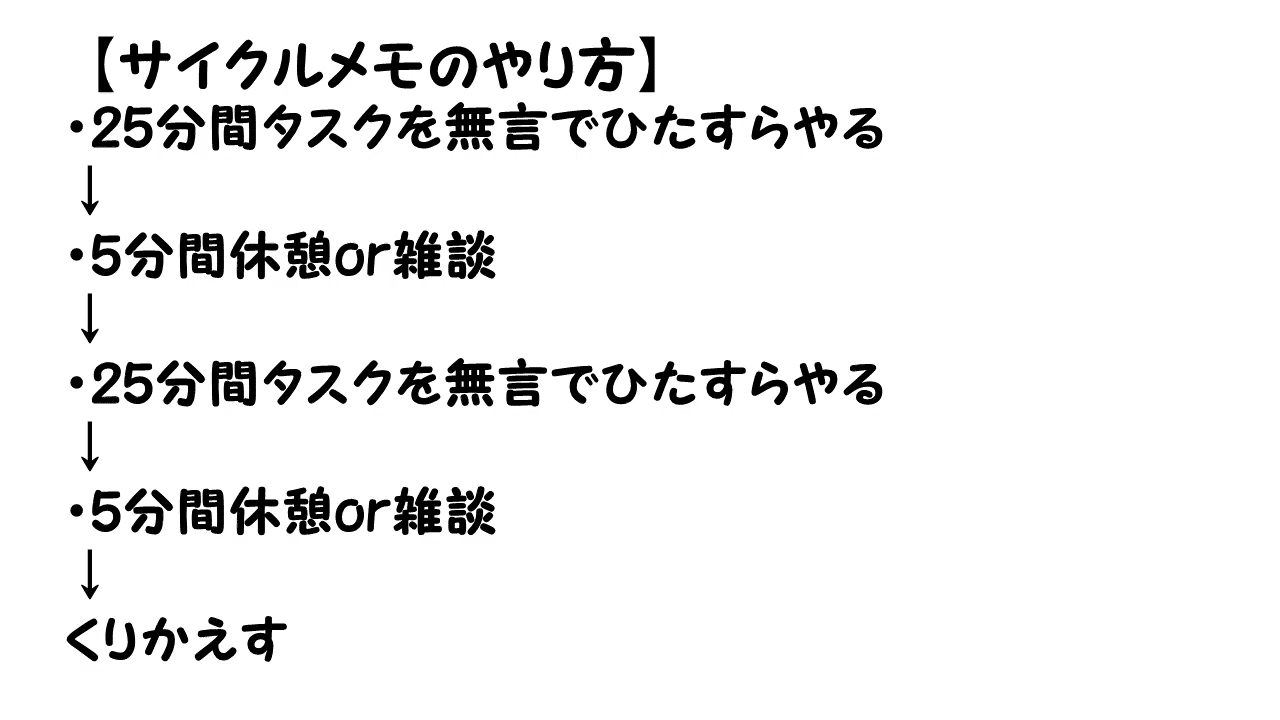 【サイクルメモのやり方】
・25分間タスクを無言でひたすらやる
↓
・5分間休憩or雑談
↓
・25分間タスクを無言でひたすらやる
↓
・5分間休憩or雑談
↓
くりかえす